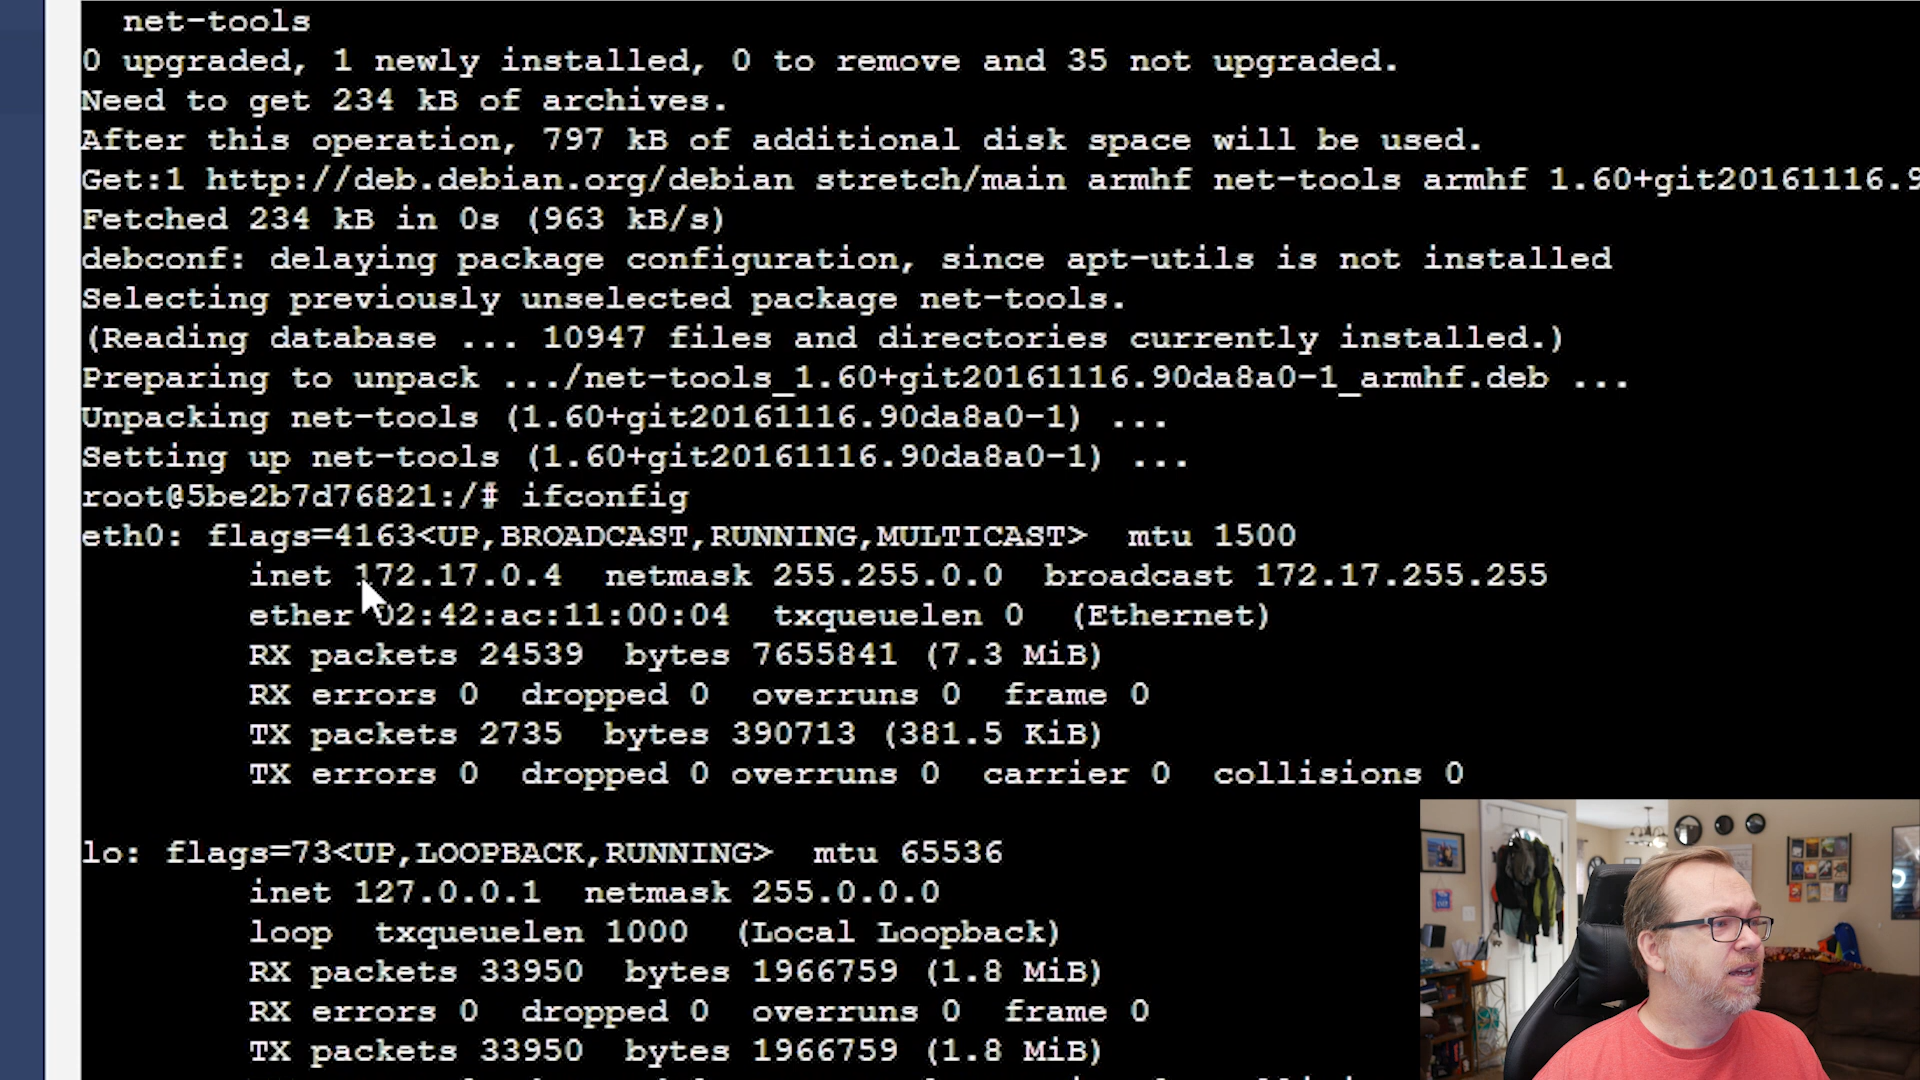 net-tools
0 upgraded, 1 newly installed, 0 to remove and 35 not upgraded.
Need to get 234 kB of archives.
After this operation, 797 kB of additional disk space will be used.
Get:1 http://deb.debian.org/debian stretch/main armhf net-tools armhf 1.60+git20161116.9
Fetched 234 kB in 0s (963 kB/s)
debconf: delaying package configuration, since apt-utils is not installed
Selecting previously unselected package net-tools.
(Reading database ... 10947 files and directories currently installed.)
Preparing to unpack .../net-tools_1.60+git20161116.90da8a0-1_armhf.deb ...
Unpacking net-tools (1.60+git20161116.90da8a0-1) ...
Setting up net-tools (1.60+git20161116.90da8a0-1) ...
root@5be2b7d76821:/# ifconfig
eth0: flags=4163<UP,BROADCAST,RUNNING,MULTICAST>  mtu 1500
inet 172.17.0.4  netmask 255.255.0.0  broadcast 172.17.255.255
ether 02:42:ac:11:00:04  txqueuelen 0  (Ethernet)
RX packets 24539  bytes 7655841 (7.3 MiB)
RX errors 0  dropped 0  overruns 0  frame 0
TX packets 2735  bytes 390713 (381.5 KiB)
TX errors 0  dropped 0 overruns 0  carrier 0  collisions 0
lo: flags=73<UP,LOOPBACK,RUNNING>  mtu 65536
inet 127.0.0.1  netmask 255.0.0.0
loop  txqueuelen 1000  (Local Loopback)
RX packets 33950  bytes 1966759 (1.8 MiB)
RX errors 0  dropped 0  overruns 0  frame 0
TX packets 33950  bytes 1966759 (1.8 MiB)